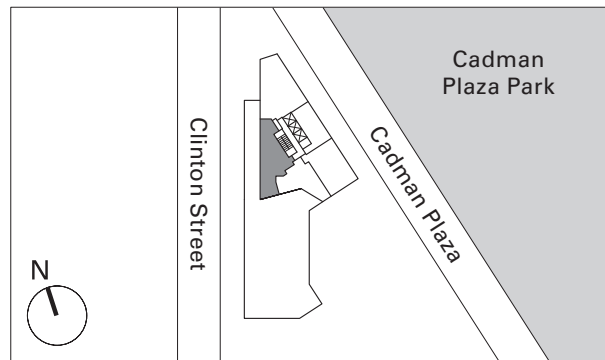 Cadman
Plaza Park
Clinton Street
Cadman Plaza
N